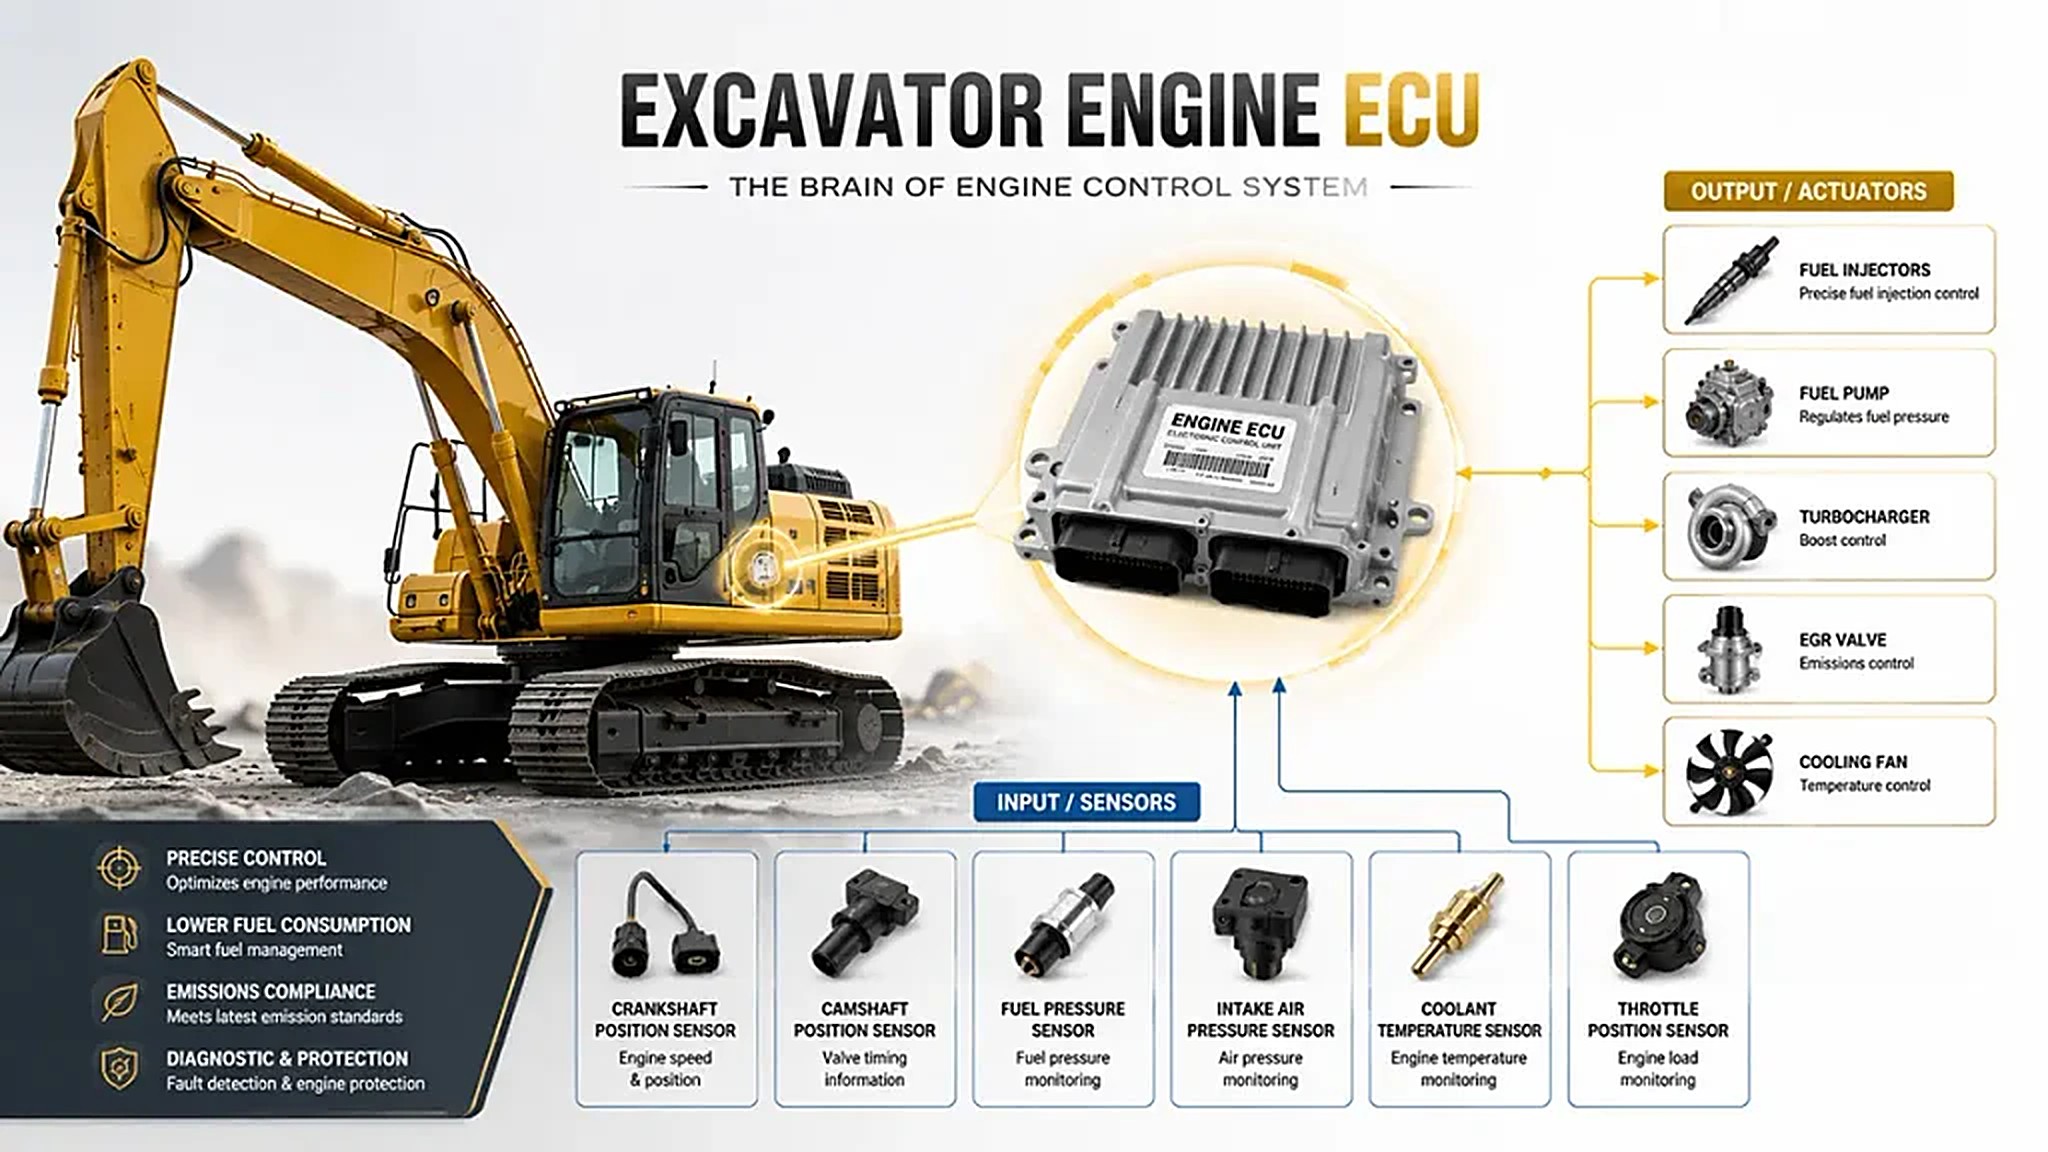 EXCAVATOR ENGINE ECU
THE BRAIN OF ENGINE CONTROL SYSTEM
OUTPUT / ACTUATORS
FUEL INJECTORS
Precise fuel injection control
FUEL PUMP
Regulates fuel pressure
TURBOCHARGER
Boost control
EGR VALVE
Emissions control
COOLING FAN
Temperature control
ENGINE ECU
ELECTRONIC CONTROL UNIT
INPUT / SENSORS
CRANKSHAFT
POSITION SENSOR
Engine speed
& position
CAMSHAFT
POSITION SENSOR
Valve timing
information
FUEL PRESSURE
SENSOR
Fuel pressure
monitoring
INTAKE AIR
PRESSURE SENSOR
Air pressure
monitoring
COOLANT
TEMPERATURE SENSOR
Engine temperature
monitoring
THROTTLE
POSITION SENSOR
Engine load
monitoring
PRECISE CONTROL
Optimizes engine performance
LOWER FUEL CONSUMPTION
Smart fuel management
EMISSIONS COMPLIANCE
Meets latest emission standards
DIAGNOSTIC & PROTECTION
Fault detection & engine protection